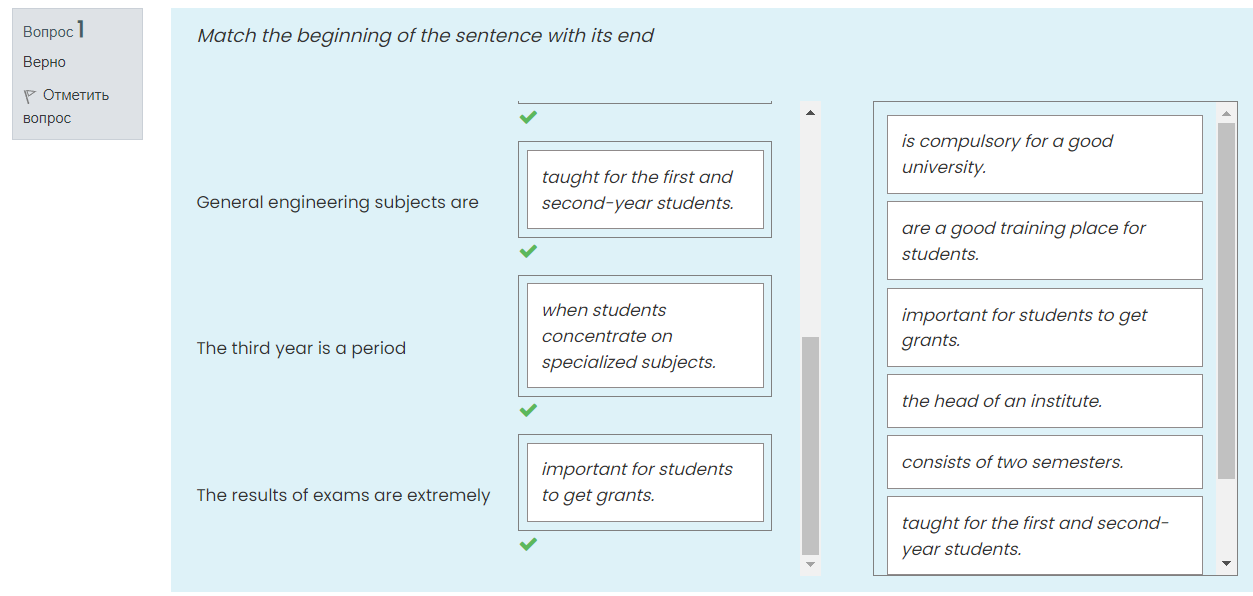 Вопрос 1
Верно
Отметить
вопрос
Match the beginning of the sentence with its end
General engineering subjects are
taught for the first and
second-year students.
The third year is a period
when students
concentrate on
specialized subjects.
The results of exams are extremely
important for students
to get grants.
is compulsory for a good
university.
are a good training place for
students.
important for students to get
grants.
the head of an institute.
consists of two semesters.
taught for the first and second-
year students.